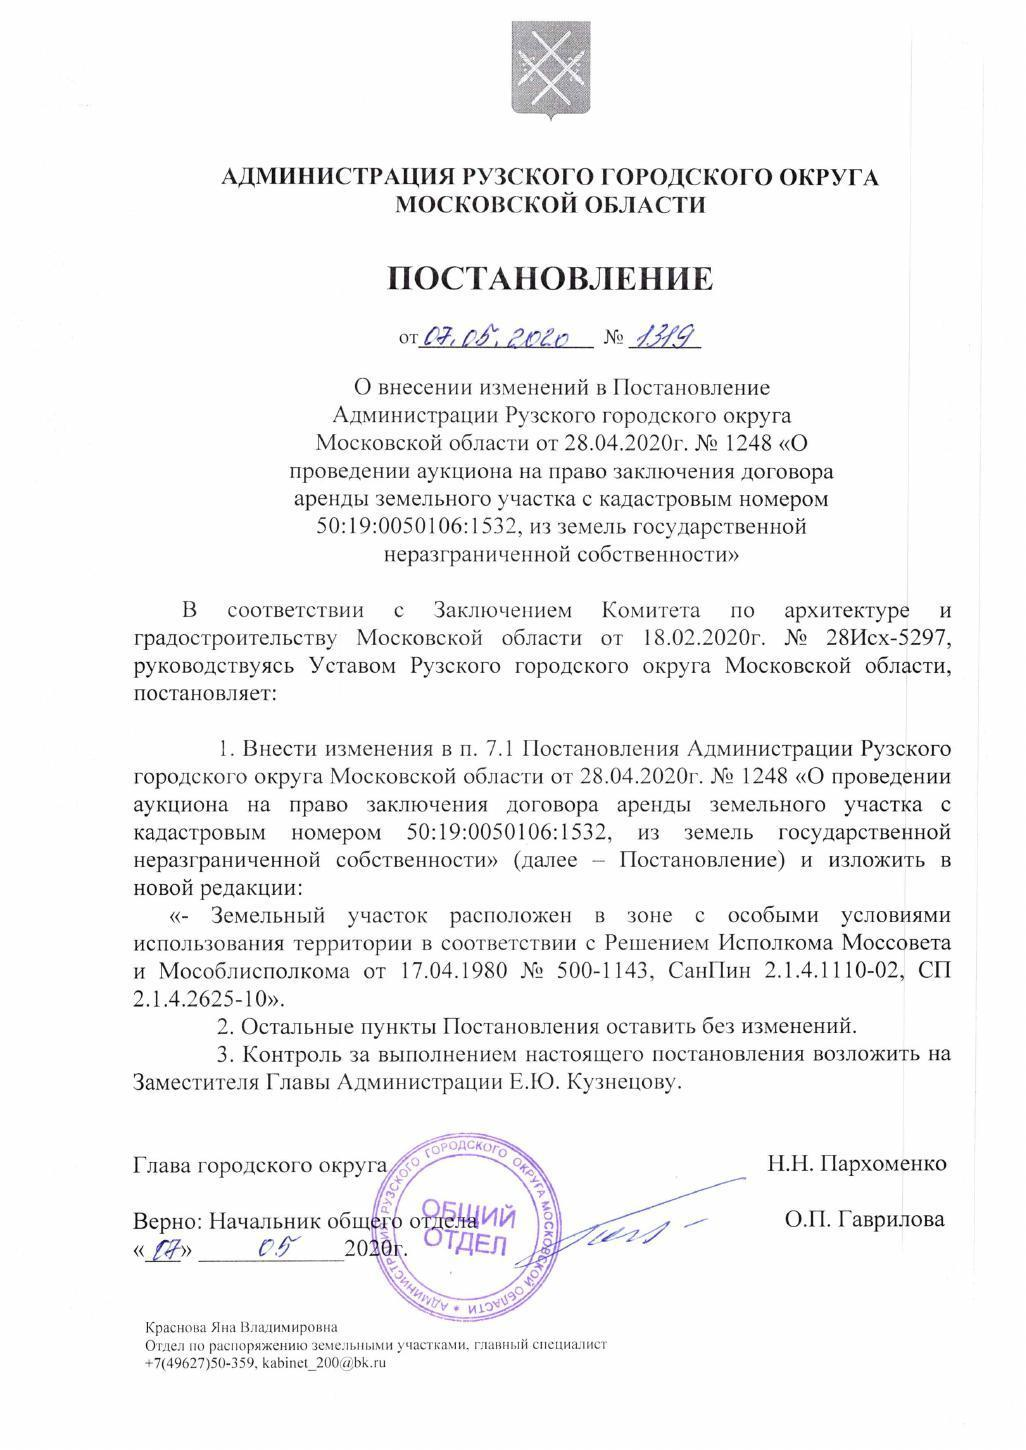 АДМИНИСТРАЦИЯ РУЗСКОГО ГОРОДСКОГО ОКРУГА
МОСКОВСКОЙ ОБЛАСТИ
ПОСТАНОВЛЕНИЕ
от 07.05.2020 № 1319
О внесении изменений в Постановление
Администрации Рузского городского округа
Московской области от 28.04.2020г. № 1248 «О
проведении аукциона на право заключения договора
аренды земельного участка с кадастровым номером
50:19:0050106:1532, из земель государственной
неразграниченной собственности»
В соответствии с Заключением Комитета по архитектуре и
градостроительству Московской области от 18.02.2020г. № 28Исх-5297,
руководствуясь Уставом Рузского городского округа Московской области,
постановляет:
1. Внести изменения в п. 7.1 Постановления Администрации Рузского
городского округа Московской области от 28.04.2020г. № 1248 «О проведении
аукциона на право заключения договора аренды земельного участка с
кадастровым номером 50:19:0050106:1532, из земель государственной
неразграниченной собственности» (далее – Постановление) и изложить в
новой редакции:
«- Земельный участок расположен в зоне с особыми условиями
использования территории в соответствии с Решением Исполкома Моссовета
и Мособлисполкома от 17.04.1980 № 500-1143, СанПин 2.1.4.1110-02, СП
2.1.4.2625-10».
2. Остальные пункты Постановления оставить без изменений.
3. Контроль за выполнением настоящего постановления возложить на
Заместителя Главы Администрации Е.Ю. Кузнецову.
Глава городского округа Н.Н. Пархоменко
Верно: Начальник общего отдела О.П. Гаврилова
«07» 05 2020г.
АДМИНИСТРАЦИЯ РУЗСКОГО ГОРОДСКОГО ОКРУГА МОСКОВСКОЙ ОБЛАСТИ *
ОБЩИЙ
ОТДЕЛ
Краснова Яна Владимировна
Отдел по распоряжению земельными участками, главный специалист
+7(49627)50-359, kabinet_200@bk.ru